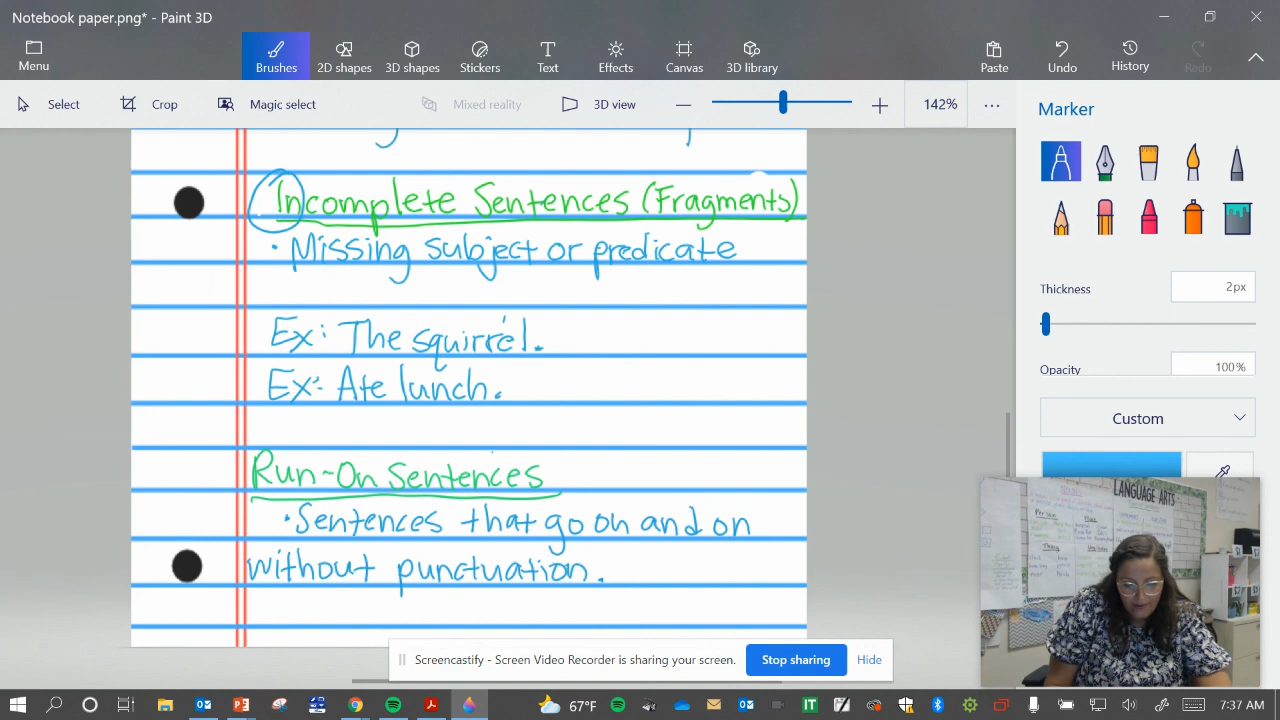 Notebook paper.png* - Paint 3D
Menu
Brushes
2D shapes
3D shapes
Stickers
Text
Effects
Canvas
3D library
Paste
Undo
History
Redo
Select
Crop
Magic select
Mixed reality
3D view
142%
Marker
Incomplete Sentences (Fragments)
• Missing subject or predicate
Ex: The squirrel.
Ex: Ate lunch.
Run-On Sentences
• Sentences that go on and on
without punctuation.
Thickness
2px
Opacity
100%
Custom
LANGUAGE ARTS
Screencastify - Screen Video Recorder is sharing your screen.
Stop sharing
Hide
67°F
7:37 AM